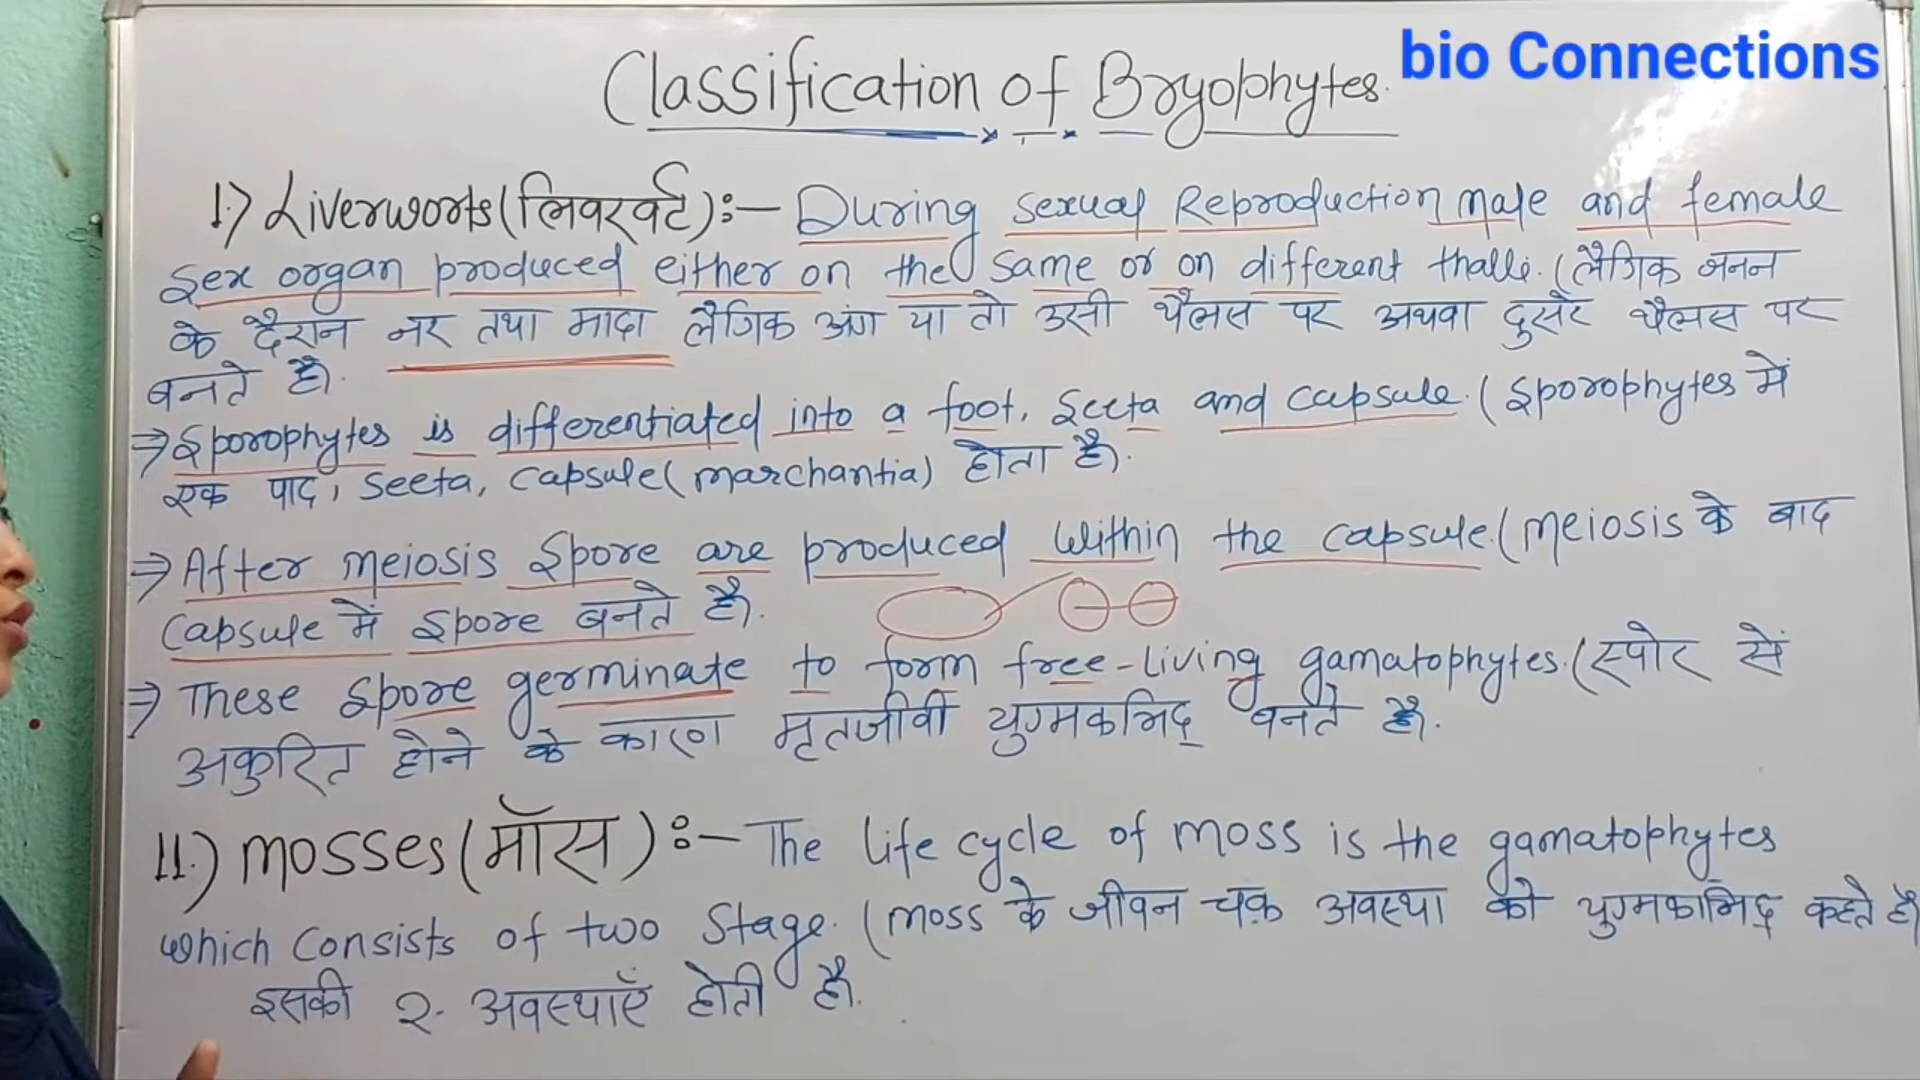 bio Connections
Classification of Bryophytes.
I.) Liverworts (लिवरवर्ट) :- During sexual Reproduction male and female
sex organ produced either on the same or on different thalli. (लैगिक जनन
के दैरान नर तथा मादा लैगिक अंग या तो उसी थैलस पर अथवा दुसरे थैलस पर
बनते है).
⇒ Sporophytes is differentiated into a foot, seeta and capsule. (Sporophytes में
एक पाद, seeta, capsule (marchantia) होता है).
⇒ After meiosis spore are produced within the capsule. (meiosis के बाद
capsule में spore बनते है).
⇒ These spore germinate to form free-living gamatophytes. (स्पोर सें
अकुरित होने के कारण मृतजीवी युग्मकभिद् बनते है).
II.) Mosses (मॉस) :- The life cycle of moss is the gamatophytes
which consists of two stage. (moss के जीवन चक्र अवस्था को युग्मकाभिद् कहते है)
इसकी २. अवस्थाएँ होती है).